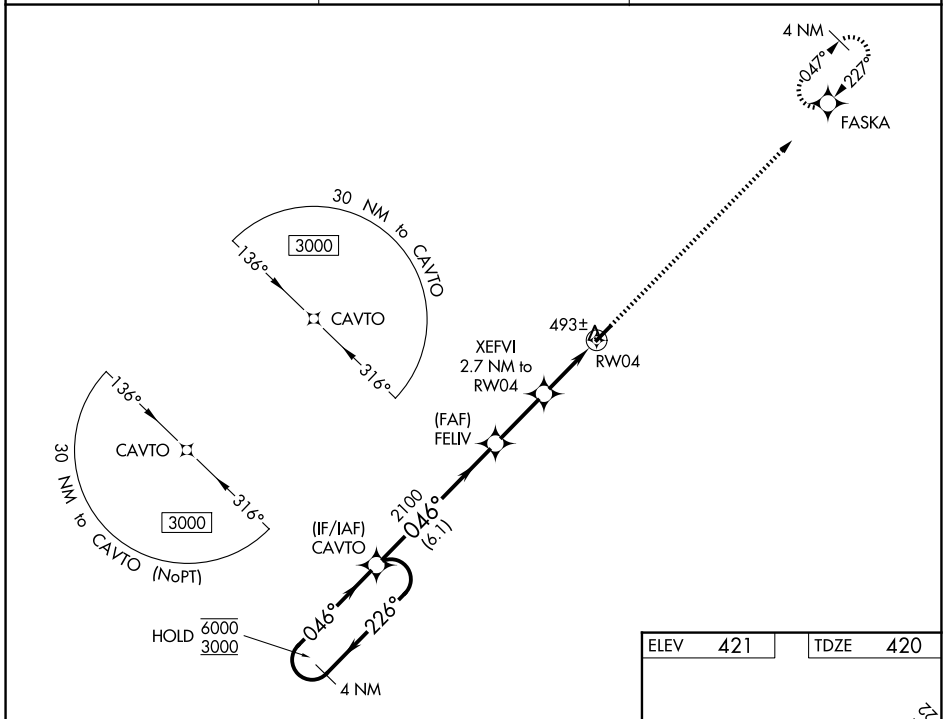 4 NM
047°
227°
FASKA
30 NM to CAVTO
3000
136°
CAVTO
316°
493±
RW04
XEFVI
2.7 NM to
RW04
(FAF)
FELIV
136°
CAVTO
316°
3000
30 NM to CAVTO (NoPT)
2100
046°
(6.1)
(IF/IAF)
CAVTO
046°
226°
HOLD 6000
3000
4 NM
ELEV 421
TDZE 420
22